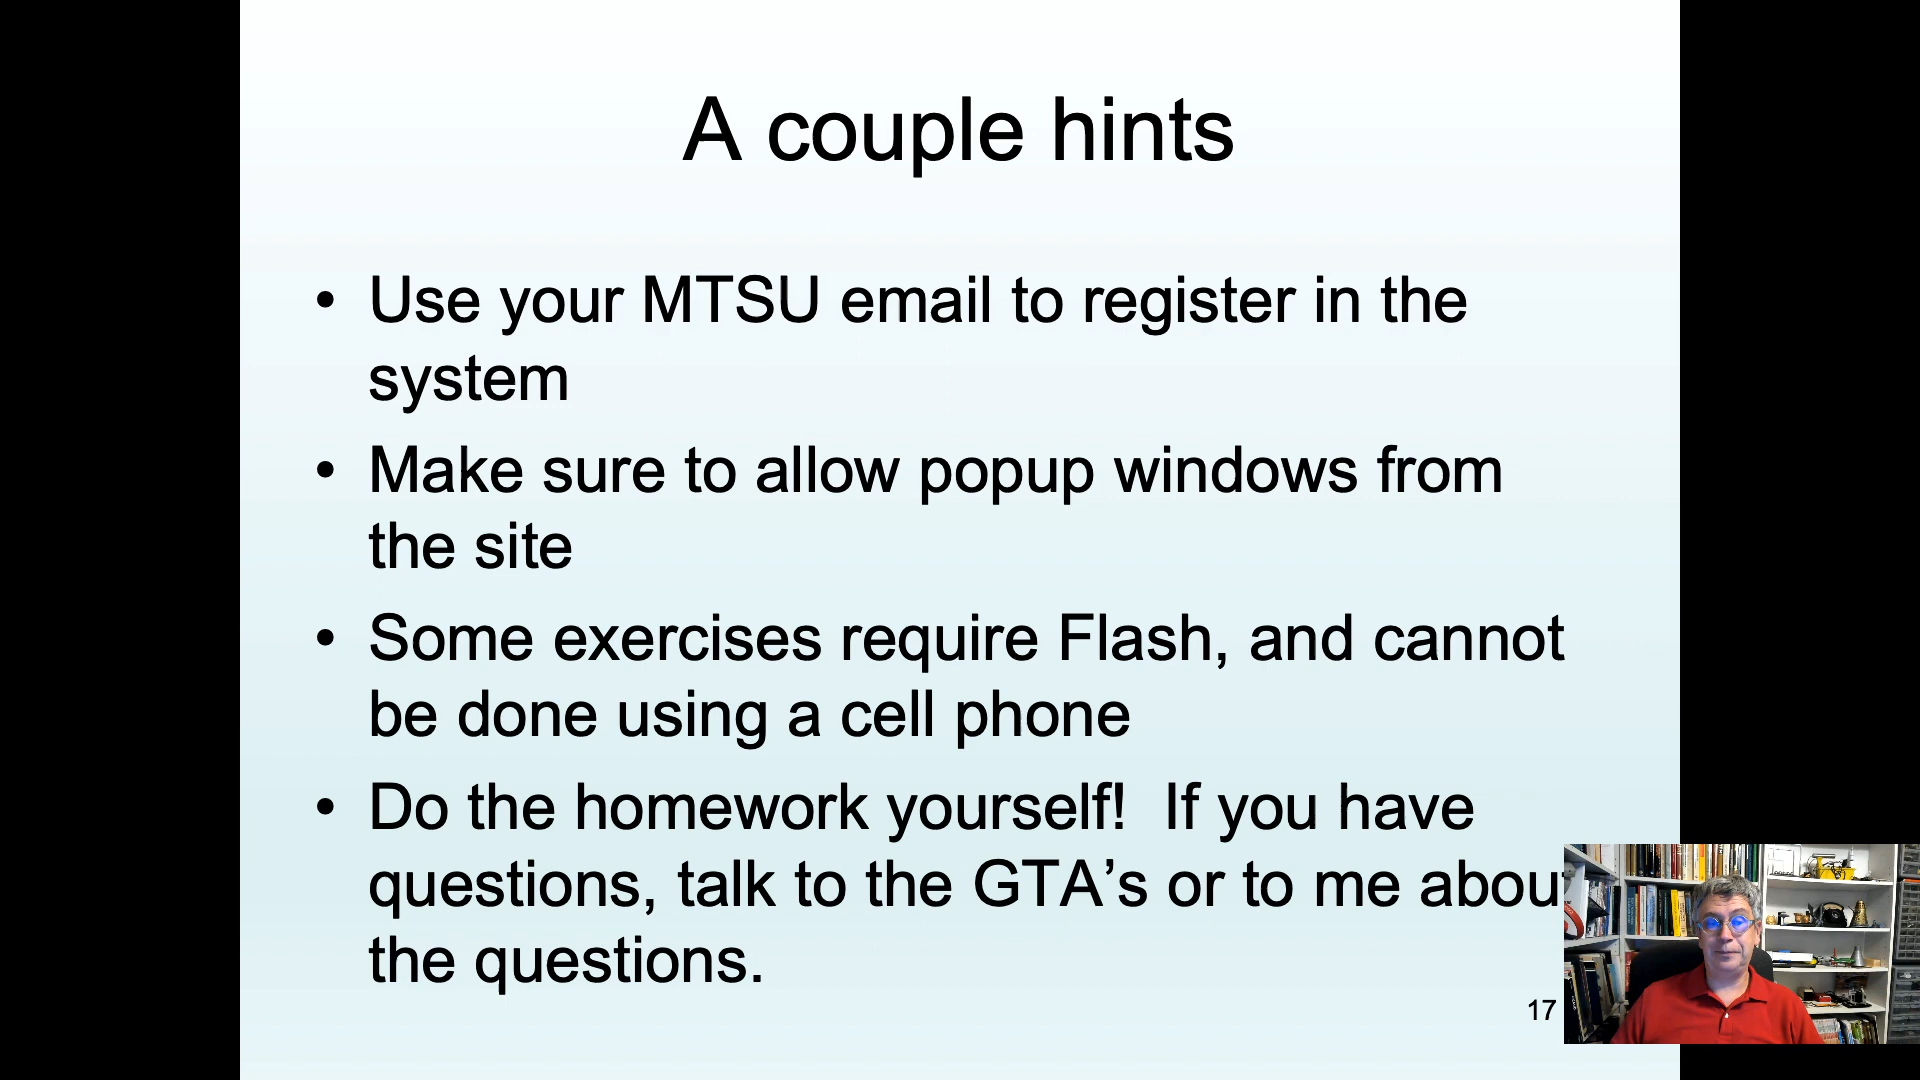 A couple hints
• Use your MTSU email to register in the
system
• Make sure to allow popup windows from
the site
• Some exercises require Flash, and cannot
be done using a cell phone
• Do the homework yourself!  If you have
questions, talk to the GTA’s or to me about
the questions.
17